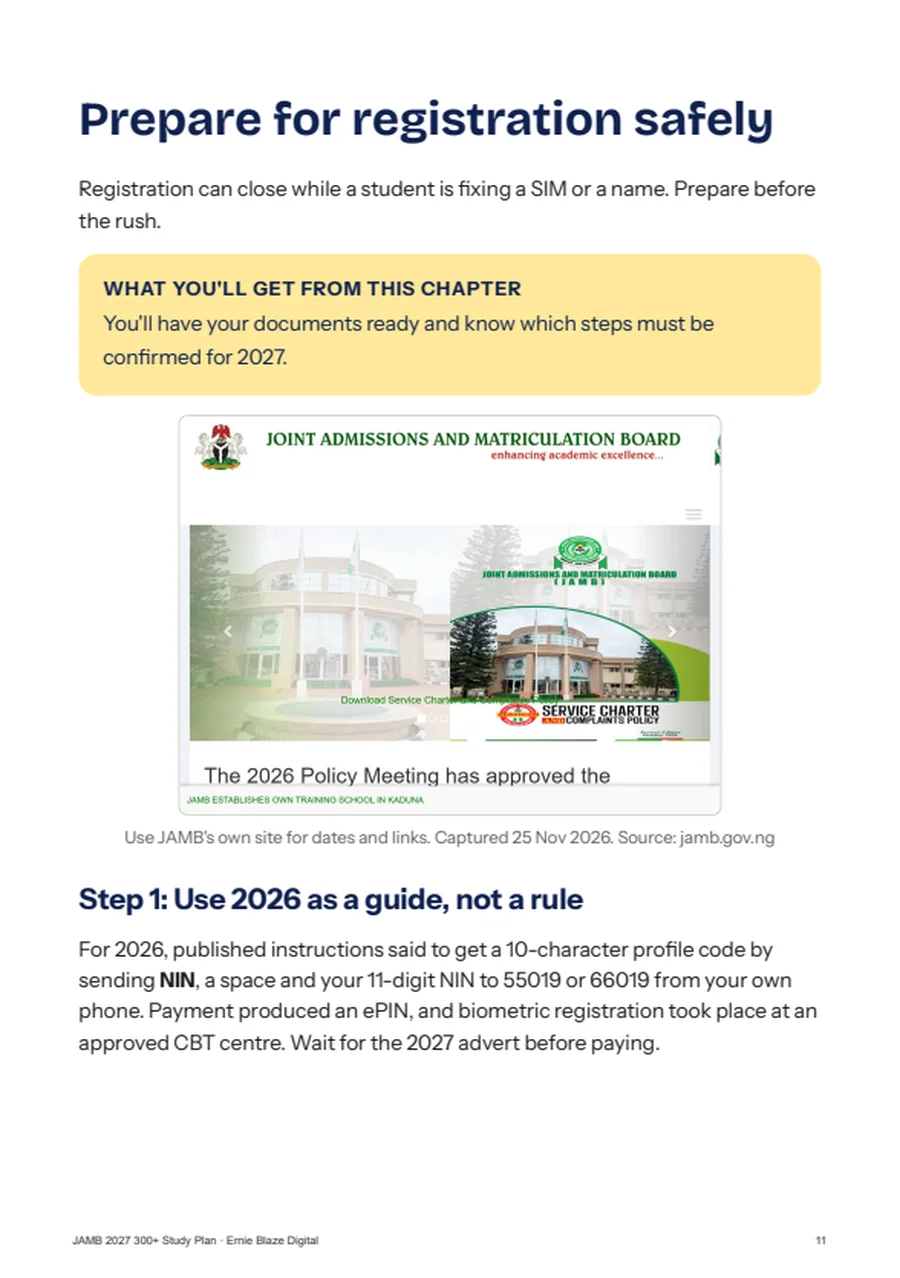 Prepare for registration safely
Registration can close while a student is fixing a SIM or a name. Prepare before
the rush.
WHAT YOU'LL GET FROM THIS CHAPTER
You'll have your documents ready and know which steps must be
confirmed for 2027.
JOINT ADMISSIONS AND MATRICULATION BOARD
enhancing academic excellence...
JOINT ADMISSIONS AND MATRICULATION BOARD
(JAMB)
Download Service Charter
SERVICE CHARTER
AND COMPLAINTS POLICY
The 2026 Policy Meeting has approved the
JAMB ESTABLISHES OWN TRAINING SCHOOL IN KADUNA
Use JAMB's own site for dates and links. Captured 25 Nov 2026. Source: jamb.gov.ng
Step 1: Use 2026 as a guide, not a rule
For 2026, published instructions said to get a 10-character profile code by
sending NIN, a space and your 11-digit NIN to 55019 or 66019 from your own
phone. Payment produced an ePIN, and biometric registration took place at an
approved CBT centre. Wait for the 2027 advert before paying.
JAMB 2027 300+ Study Plan · Ernie Blaze Digital
11